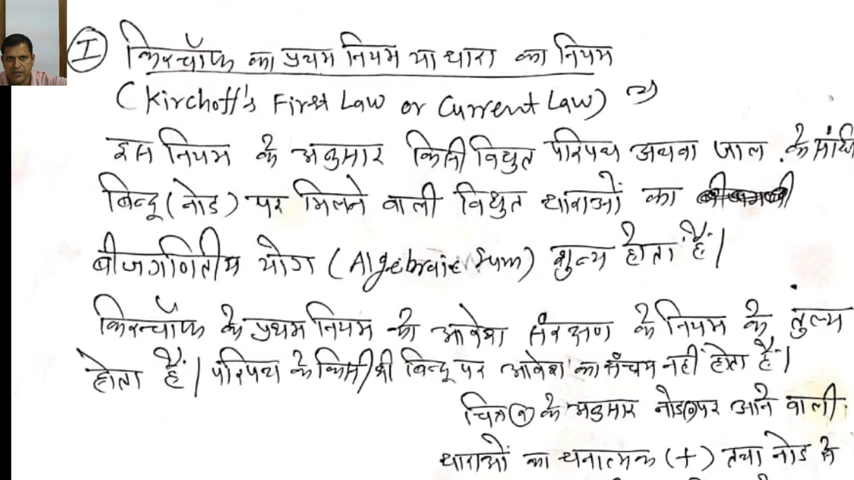 I किरचॉफ का प्रथम नियम या धारा का नियम
(Kirchoff's First Law or Current Law)
इस नियम के अनुसार किसी विद्युत परिपथ अथवा जाल के संधि
बिन्दू (नोड) पर मिलने वाली विद्युत धाराओं का
बीजगणितीय योग (Algebraic Sum) शुन्य होता है।
किरचॉफ के प्रथम नियम को आवेश संरक्षण के नियम के तुल्य
होता है। परिपथ के किसी भी बिन्दू पर आवेश का संचय नहीं होता है।
चित्र के अनुसार नोड पर आने वाली
धाराओं का धनात्मक (+) तथा नोड से